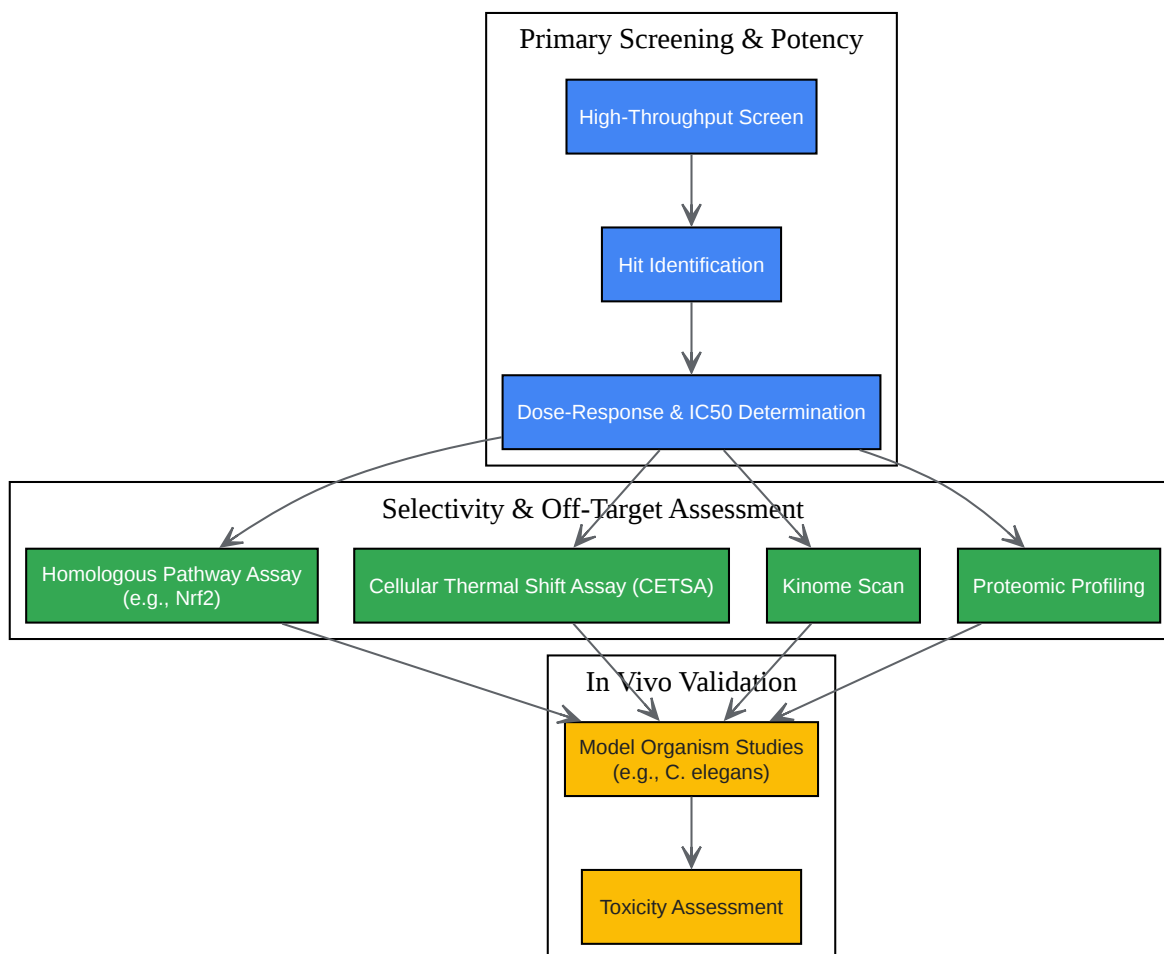 Primary Screening & Potency
High-Throughput Screen
Hit Identification
Dose-Response & IC50 Determination
Selectivity & Off-Target Assessment
Homologous Pathway Assay
(e.g., Nrf2)
Cellular Thermal Shift Assay (CETSA)
Kinome Scan
Proteomic Profiling
In Vivo Validation
Model Organism Studies
(e.g., C. elegans)
Toxicity Assessment